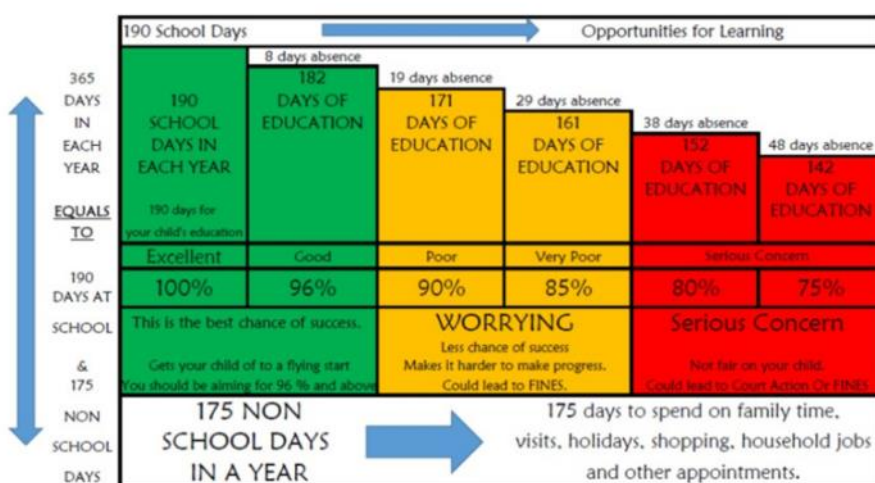 190 School Days
Opportunities for Learning
365
DAYS
IN
EACH
YEAR
EQUALS
TO
190
DAYS AT
SCHOOL
&
175
NON
SCHOOL
DAYS
190
SCHOOL
DAYS IN
EACH YEAR
190 days for
your child's education
8 days absence
182
DAYS OF
EDUCATION
19 days absence
171
DAYS OF
EDUCATION
29 days absence
161
DAYS OF
EDUCATION
38 days absence
152
DAYS OF
EDUCATION
48 days absence
142
DAYS OF
EDUCATION
Excellent
Good
Poor
Very Poor
Serious Concern
100%
96%
90%
85%
80%
75%
This is the best chance of success.
Gets your child of to a flying start
You should be aiming for 96 % and above
WORRYING
Less chance of success
Makes it harder to make progress.
Could lead to FINES.
Serious Concern
Not fair on your child.
Could lead to Court Action Or FINES
175 NON
SCHOOL DAYS
IN A YEAR
175 days to spend on family time,
visits, holidays, shopping, household jobs
and other appointments.